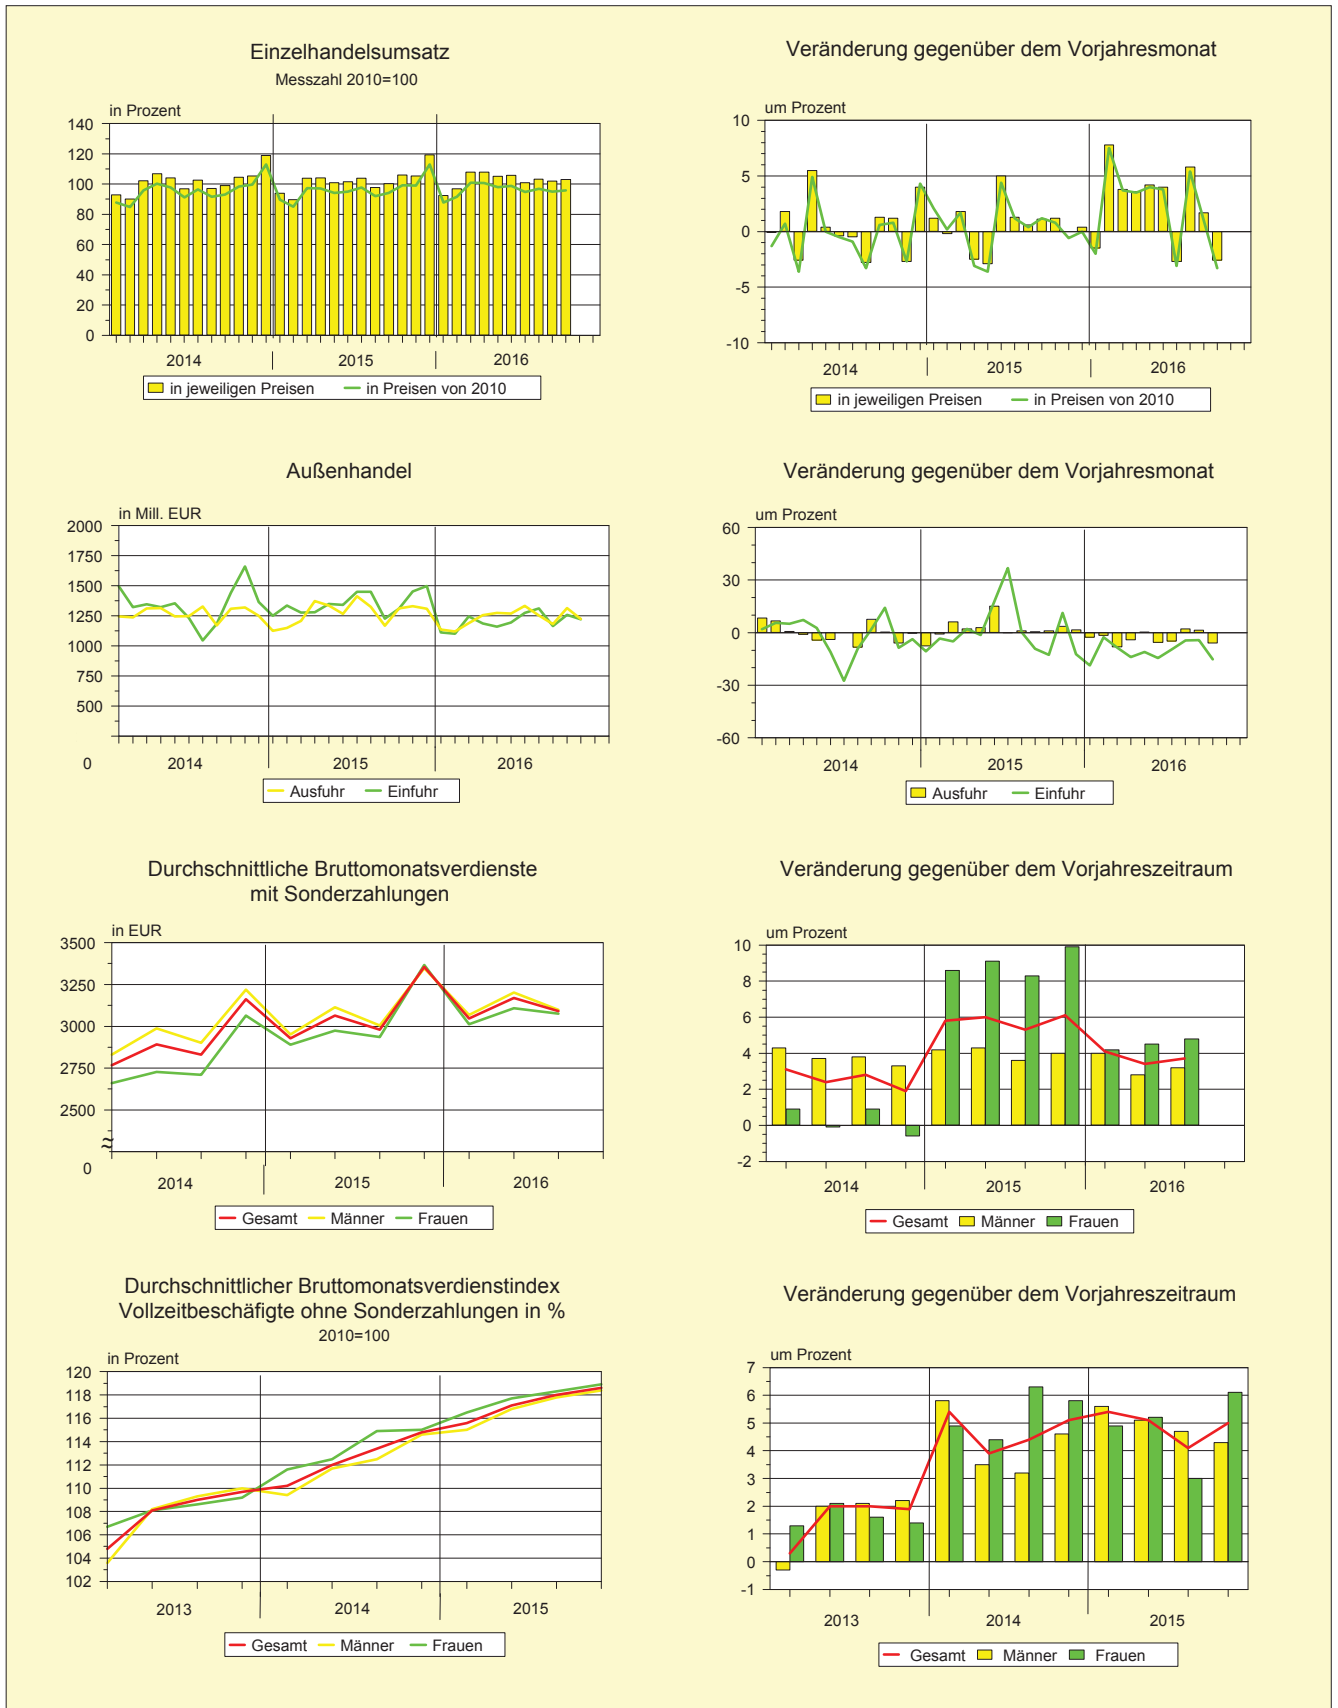 Einzelhandelsumsatz
Messzahl 2010=100
in Prozent
140
120
100
80
60
40
20
0
2014 2015 2016
in jeweiligen Preisen in Preisen von 2010
Veränderung gegenüber dem Vorjahresmonat
um Prozent
10
5
0
-5
-10
2014 2015 2016
in jeweiligen Preisen in Preisen von 2010
Außenhandel
in Mill. EUR
2000
1750
1500
1250
1000
750
500
0
2014 2015 2016
Ausfuhr Einfuhr
Veränderung gegenüber dem Vorjahresmonat
um Prozent
60
30
0
-30
-60
2014 2015 2016
Ausfuhr Einfuhr
Durchschnittliche Bruttomonatsverdienste
mit Sonderzahlungen
in EUR
3500
3250
3000
2750
2500
≈
0
2014 2015 2016
Gesamt Männer Frauen
Veränderung gegenüber dem Vorjahreszeitraum
um Prozent
10
8
6
4
2
0
-2
2014 2015 2016
Gesamt Männer Frauen
Durchschnittlicher Bruttomonatsverdienstindex
Vollzeitbeschäfigte ohne Sonderzahlungen in %
2010=100
in Prozent
120
118
116
114
112
110
108
106
104
102
2013 2014 2015
Gesamt Männer Frauen
Veränderung gegenüber dem Vorjahreszeitraum
um Prozent
7
6
5
4
3
2
1
0
-1
2013 2014 2015
Gesamt Männer Frauen